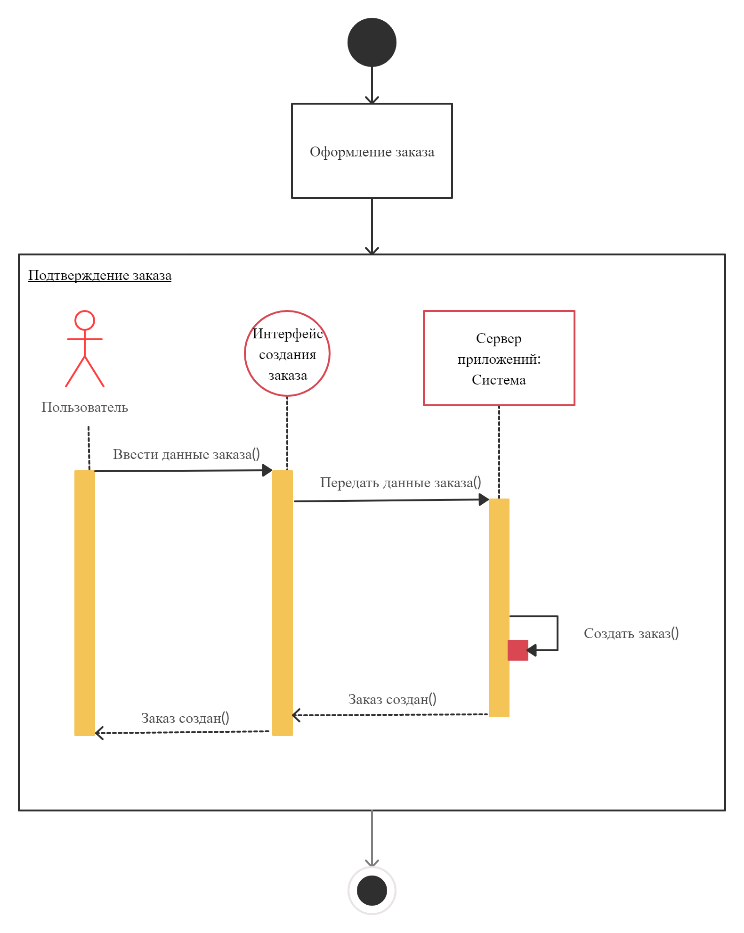 Оформление заказа
Подтверждение заказа
Интерфейс
создания
заказа
Сервер
приложений:
Система
Пользователь
Ввести данные заказа()
Передать данные заказа()
Создать заказ()
Заказ создан()
Заказ создан()